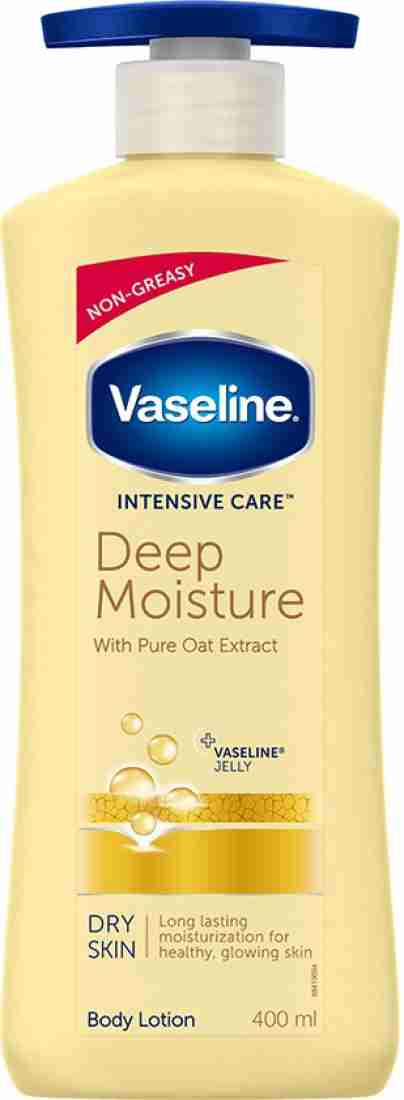 NON-GREASY
Vaseline®
INTENSIVE CARE™
Deep
Moisture
With Pure Oat Extract
VASELINE®
JELLY
DRY
SKIN
Long lasting
moisturization for
healthy, glowing skin
Body Lotion
400 ml